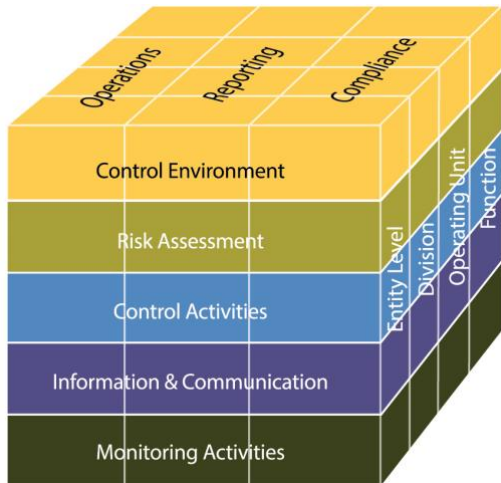 Operations
Reporting
Compliance
Control Environment
Risk Assessment
Control Activities
Information & Communication
Monitoring Activities
Entity Level
Division
Operating Unit
Function